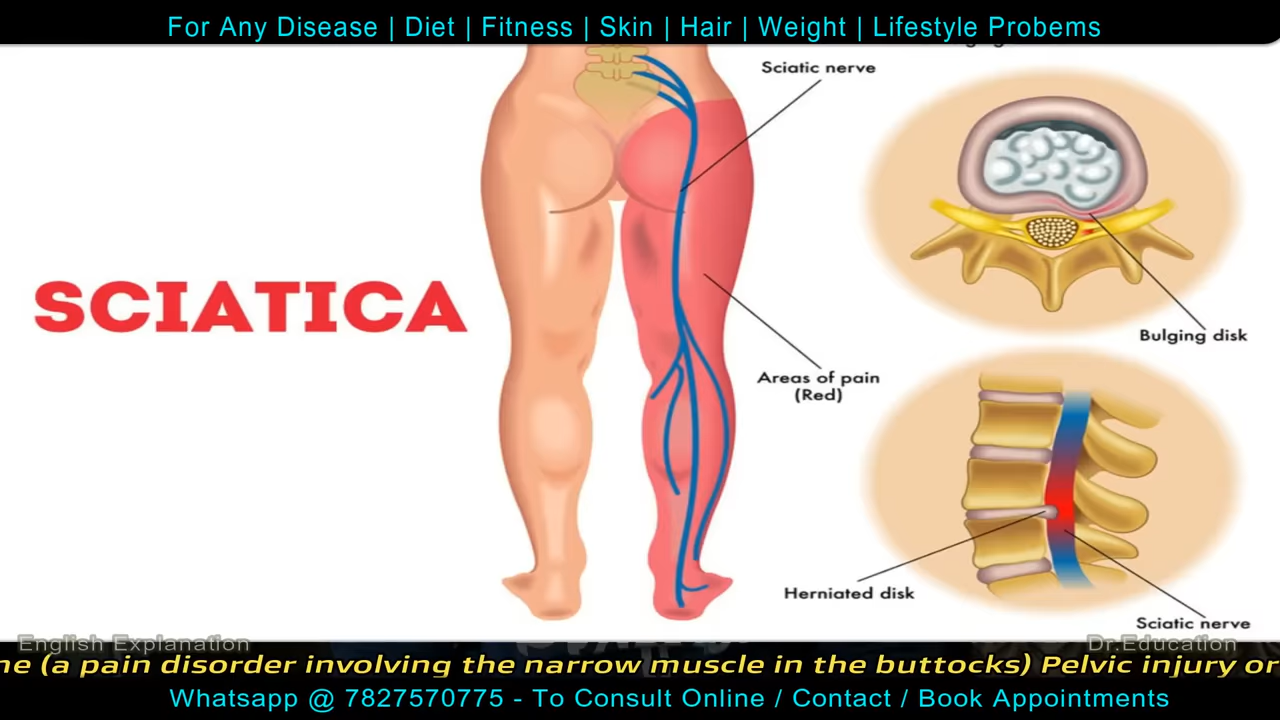 For Any Disease | Diet | Fitness | Skin | Hair | Weight | Lifestyle Probems
Sciatic nerve
SCIATICA
Bulging disk
Areas of pain
(Red)
Herniated disk
Sciatic nerve
English Explanation
Dr.Education
ne (a pain disorder involving the narrow muscle in the buttocks) Pelvic injury or
Whatsapp @ 7827570775 - To Consult Online / Contact / Book Appointments